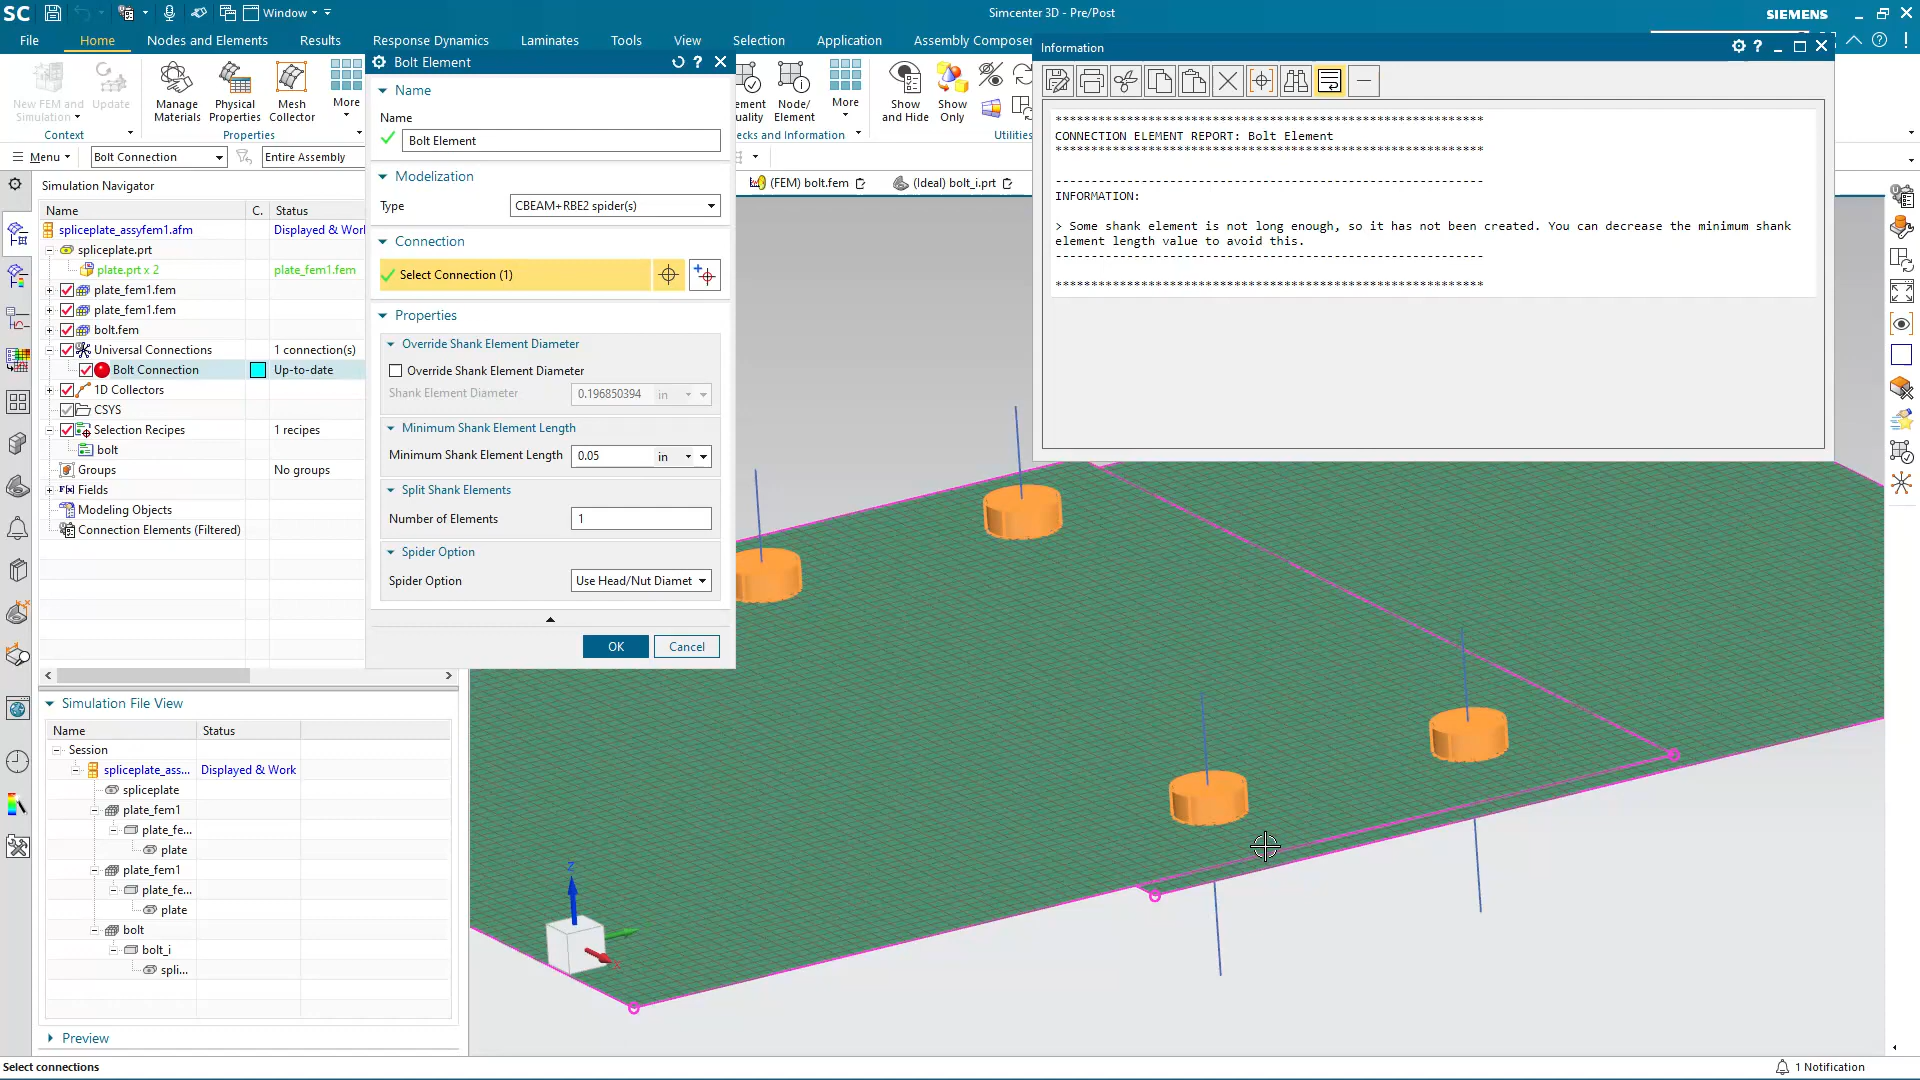 SC
Window
Simcenter 3D - Pre/Post
SIEMENS
File
Home
Nodes and Elements
Results
Response Dynamics
Laminates
Tools
View
Selection
Application
Assembly
New FEM and Simulation
Update
Manage Materials
Physical Properties
Mesh Collector
More
Node/ Element
More
Show and Hide
Show Only
Context
Properties
Utilities
Menu
Bolt Connection
Entire Assembly
(FEM) bolt.fem
(Ideal) bolt_i.prt
Simulation Navigator
Name
C.
Status
spliceplate_assyfem1.afm
Displayed & Worl
spliceplate.prt
plate.prt x 2
plate_fem1.fem
plate_fem1.fem
plate_fem1.fem
bolt.fem
Universal Connections
1 connection(s)
Bolt Connection
Up-to-date
1D Collectors
CSYS
Selection Recipes
1 recipes
bolt
Groups
No groups
Fields
Modeling Objects
Connection Elements (Filtered)
Simulation File View
Name
Status
Session
spliceplate_ass...
Displayed & Work
spliceplate
plate_fem1
plate_fe...
plate
plate_fem1
plate_fe...
plate
bolt
bolt_i
spli...
Preview
Select connections
Bolt Element
Name
Name
Bolt Element
Modelization
Type
CBEAM+RBE2 spider(s)
Connection
Select Connection (1)
Properties
Override Shank Element Diameter
Override Shank Element Diameter
Shank Element Diameter
0.196850394
in
Minimum Shank Element Length
Minimum Shank Element Length
0.05
in
Split Shank Elements
Number of Elements
1
Spider Option
Spider Option
Use Head/Nut Diamet
OK
Cancel
Information
************************************************************
CONNECTION ELEMENT REPORT: Bolt Element
************************************************************
------------------------------------------------------------
INFORMATION:
> Some shank element is not long enough, so it has not been created. You can decrease the minimum shank
element length value to avoid this.
------------------------------------------------------------
************************************************************
Z
1 Notification